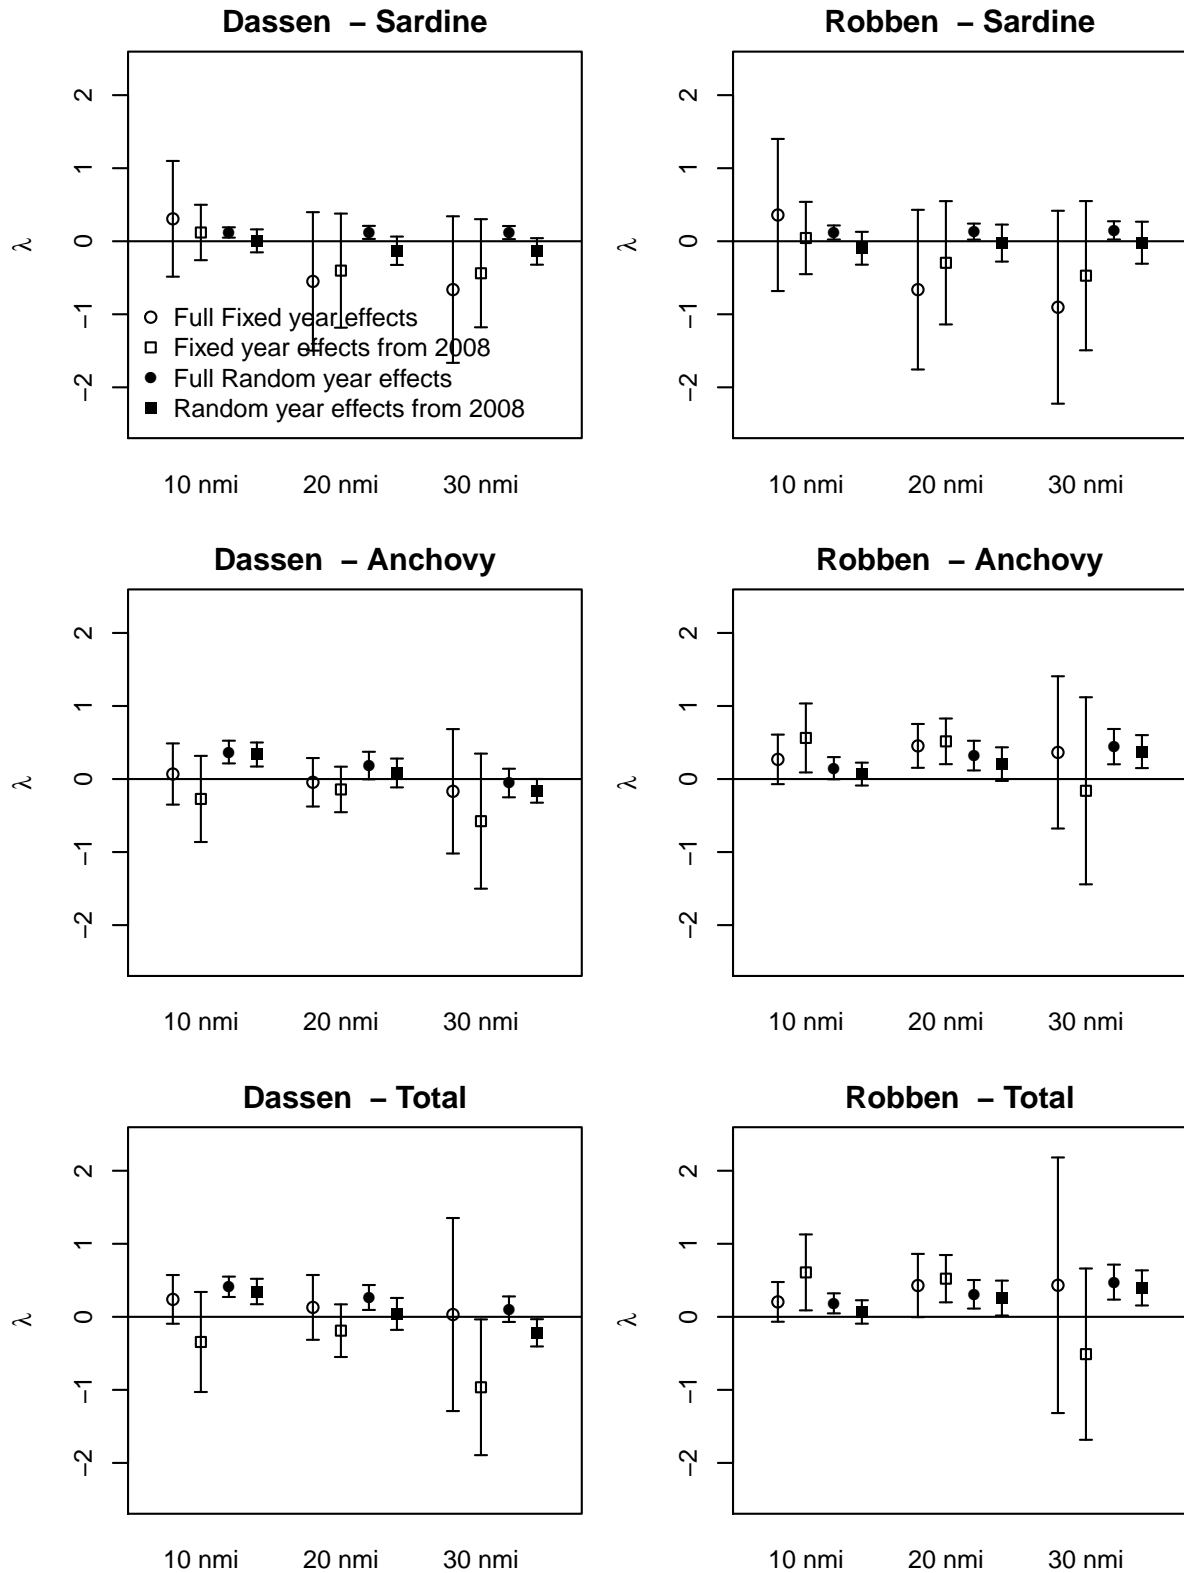 Dassen – Sardine
λ
2
1
0
−1
−2
Full Fixed year effects
Fixed year effects from 2008
Full Random year effects
Random year effects from 2008
10 nmi 20 nmi 30 nmi
Robben – Sardine
λ
2
1
0
−1
−2
10 nmi 20 nmi 30 nmi
Dassen – Anchovy
λ
2
1
0
−1
−2
10 nmi 20 nmi 30 nmi
Robben – Anchovy
λ
2
1
0
−1
−2
10 nmi 20 nmi 30 nmi
Dassen – Total
λ
2
1
0
−1
−2
10 nmi 20 nmi 30 nmi
Robben – Total
λ
2
1
0
−1
−2
10 nmi 20 nmi 30 nmi